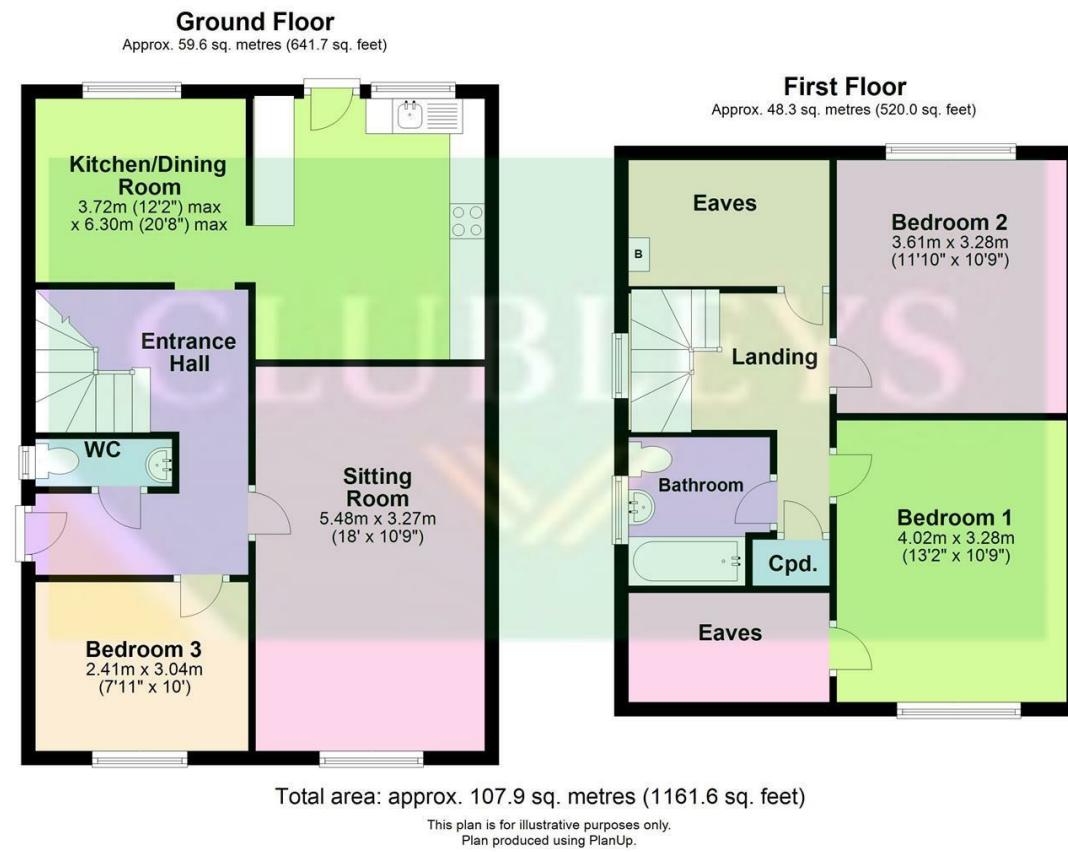 Ground Floor
Approx. 59.6 sq. metres (641.7 sq. feet)
Kitchen/Dining
Room
3.72m (12'2") max
x 6.30m (20'8") max
Entrance
Hall
WC
Sitting
Room
5.48m x 3.27m
(18' x 10'9")
Bedroom 3
2.41m x 3.04m
(7'11" x 10')
First Floor
Approx. 48.3 sq. metres (520.0 sq. feet)
Eaves
B
Bedroom 2
3.61m x 3.28m
(11'10" x 10'9")
Landing
Bathroom
Cpd.
Bedroom 1
4.02m x 3.28m
(13'2" x 10'9")
Eaves
CLUBLEYS
Total area: approx. 107.9 sq. metres (1161.6 sq. feet)
This plan is for illustrative purposes only.
Plan produced using PlanUp.